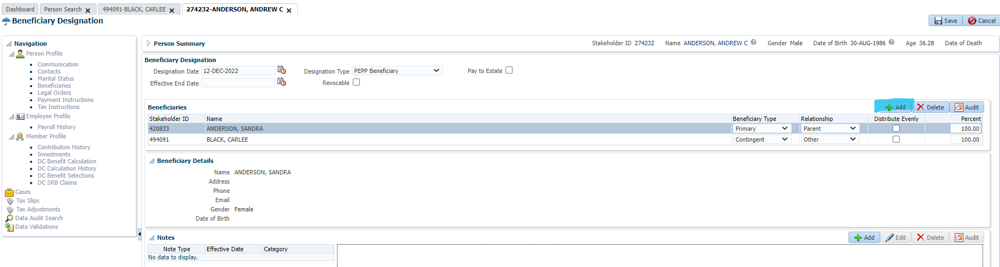 Dashboard Person Search 494091-BLACK, CARLEE 274232-ANDERSON, ANDREW C
Beneficiary Designation Save Cancel
Navigation
Person Profile
Communication
Contacts
Marital Status
Beneficiaries
Legal Orders
Payment Instructions
Tax Instructions
Employee Profile
Payroll History
Member Profile
Contribution History
Investments
DC Benefit Calculation
DC Calculation History
DC Benefit Selections
DC SRB Claims
Cases
Tax Slips
Tax Adjustments
Data Audit Search
Data Validations
Person Summary Stakeholder ID 274232 Name ANDERSON, ANDREW C Gender Male Date of Birth 30-AUG-1986 Age 36.28 Date of Death
Beneficiary Designation
Designation Date 12-DEC-2022 Designation Type PEPP Beneficiary Pay to Estate
Effective End Date Revocable
Beneficiaries Add Delete Audit
Stakeholder ID Name Beneficiary Type Relationship Distribute Evenly Percent
420833 ANDERSON, SANDRA Primary Parent 100.00
494091 BLACK, CARLEE Contingent Other 100.00
Beneficiary Details
Name ANDERSON, SANDRA
Address
Phone
Email
Gender Female
Date of Birth
Notes Add Edit Delete Audit
Note Type Effective Date Category
No data to display.